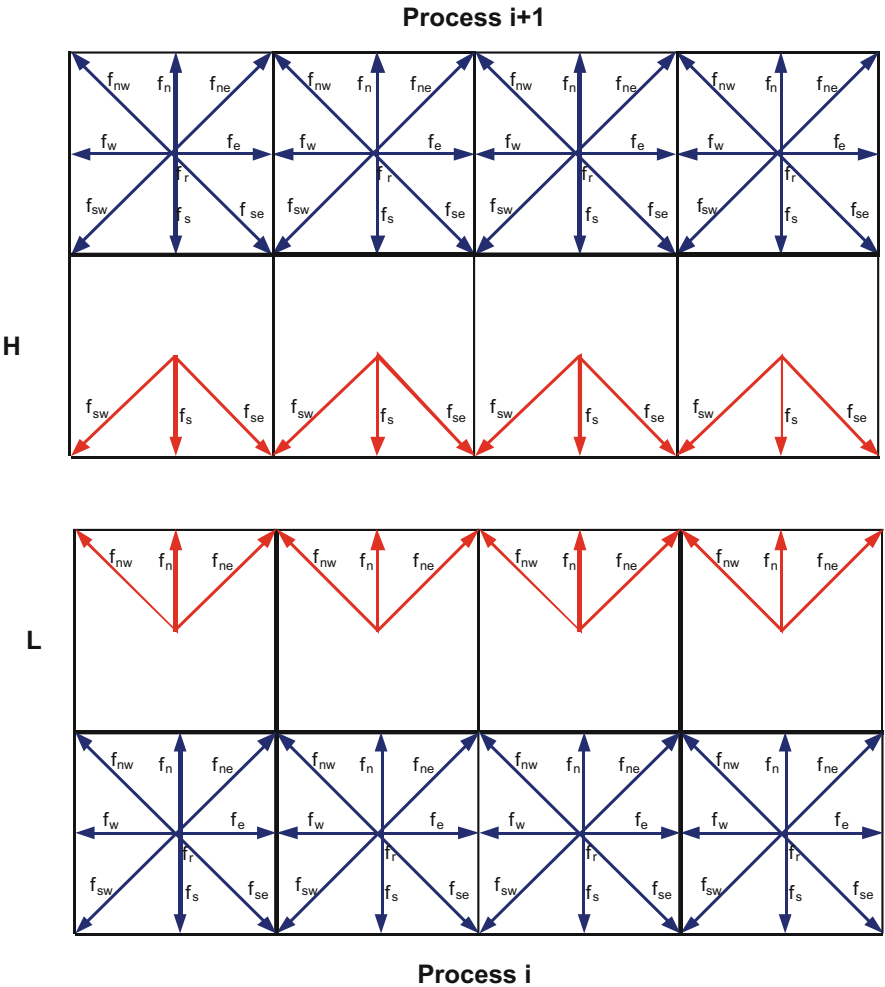 Process i+1
fnw fn fne fnw fn fne fnw fn fne fnw fn fne
fw fe fw fe fw fe fw fe
fr fr fr fr
fsw fs fse fsw fs fse fsw fs fse fsw fs fse
H
fsw fs fse fsw fs fse fsw fs fse fsw fs fse
fnw fn fne fnw fn fne fnw fn fne fnw fn fne
L
fnw fn fne fnw fn fne fnw fn fne fnw fn fne
fw fe fw fe fw fe fw fe
fr fr fr fr
fsw fs fse fsw fs fse fsw fs fse fsw fs fse
Process i